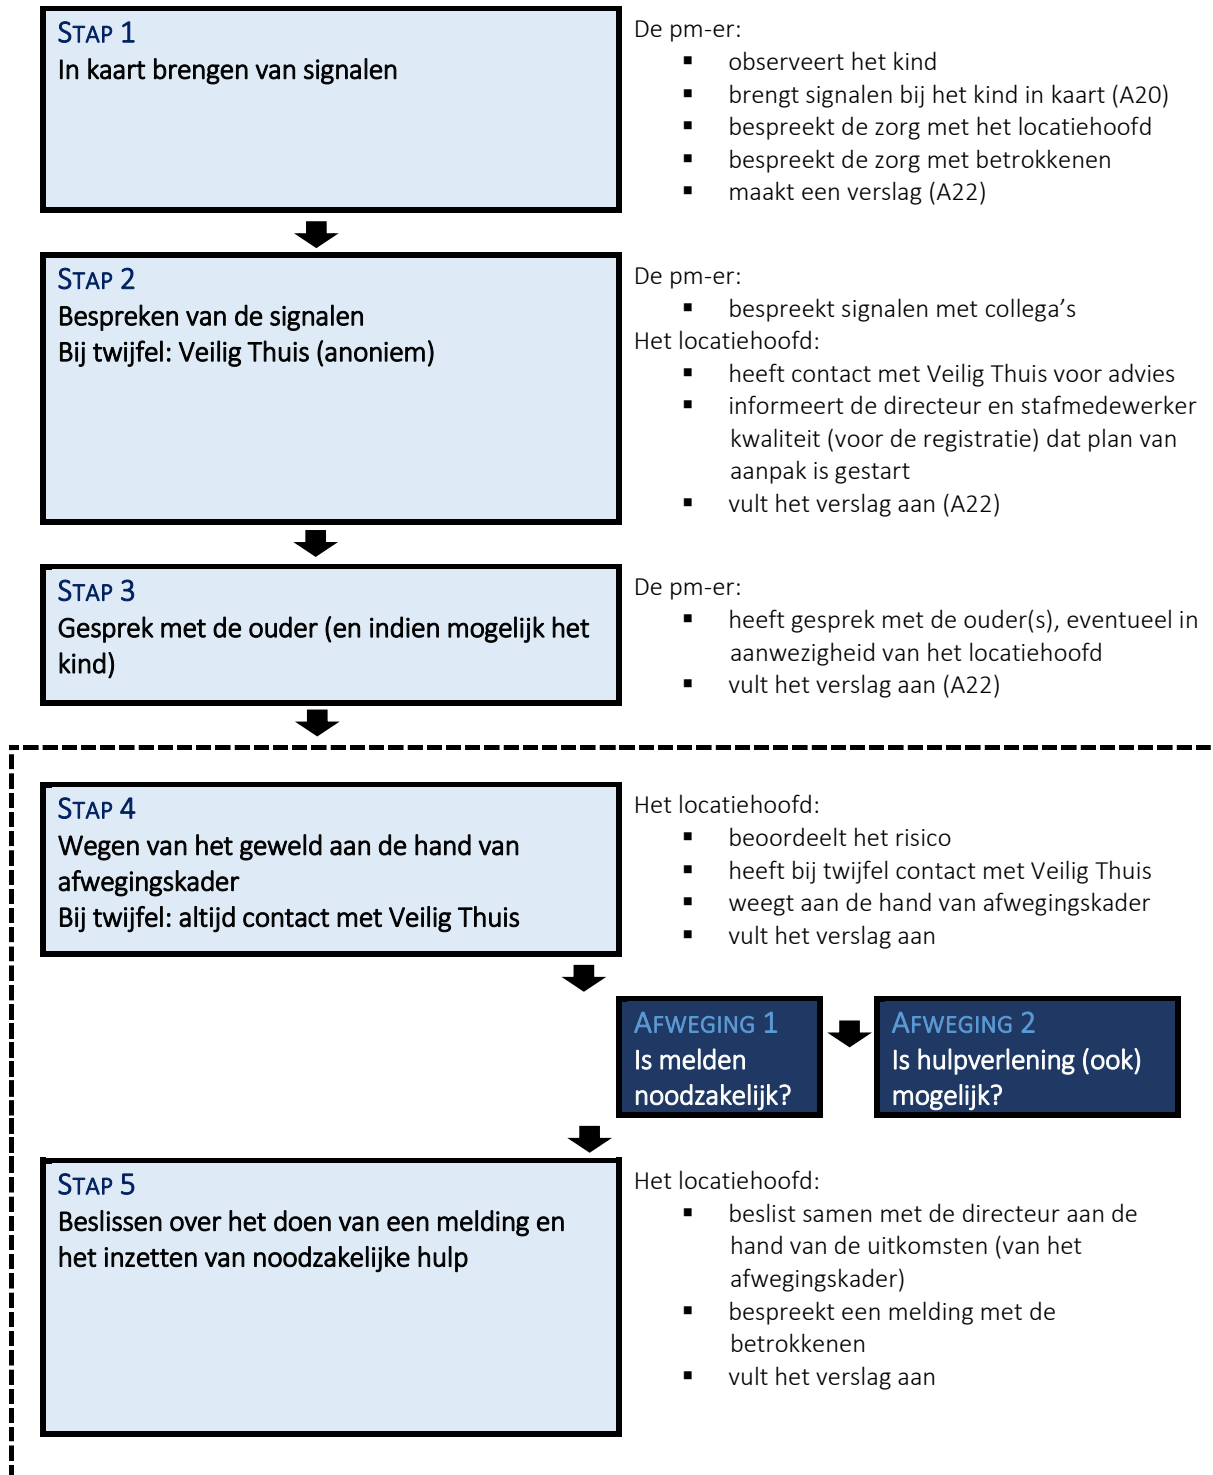 STAP 1
In kaart brengen van signalen
De pm-er:
▪ observeert het kind
▪ brengt signalen bij het kind in kaart (A20)
▪ bespreekt de zorg met het locatiehoofd
▪ bespreekt de zorg met betrokkenen
▪ maakt een verslag (A22)
STAP 2
Bespreken van de signalen
Bij twijfel: Veilig Thuis (anoniem)
De pm-er:
▪ bespreekt signalen met collega’s
Het locatiehoofd:
▪ heeft contact met Veilig Thuis voor advies
▪ informeert de directeur en stafmedewerker
kwaliteit (voor de registratie) dat plan van
aanpak is gestart
▪ vult het verslag aan (A22)
STAP 3
Gesprek met de ouder (en indien mogelijk het
kind)
De pm-er:
▪ heeft gesprek met de ouder(s), eventueel in
aanwezigheid van het locatiehoofd
▪ vult het verslag aan (A22)
STAP 4
Wegen van het geweld aan de hand van
afwegingskader
Bij twijfel: altijd contact met Veilig Thuis
Het locatiehoofd:
▪ beoordeelt het risico
▪ heeft bij twijfel contact met Veilig Thuis
▪ weegt aan de hand van afwegingskader
▪ vult het verslag aan
AFWEGING 1
Is melden
noodzakelijk?
AFWEGING 2
Is hulpverlening (ook)
mogelijk?
STAP 5
Beslissen over het doen van een melding en
het inzetten van noodzakelijke hulp
Het locatiehoofd:
▪ beslist samen met de directeur aan de
hand van de uitkomsten (van het
afwegingskader)
▪ bespreekt een melding met de
betrokkenen
▪ vult het verslag aan